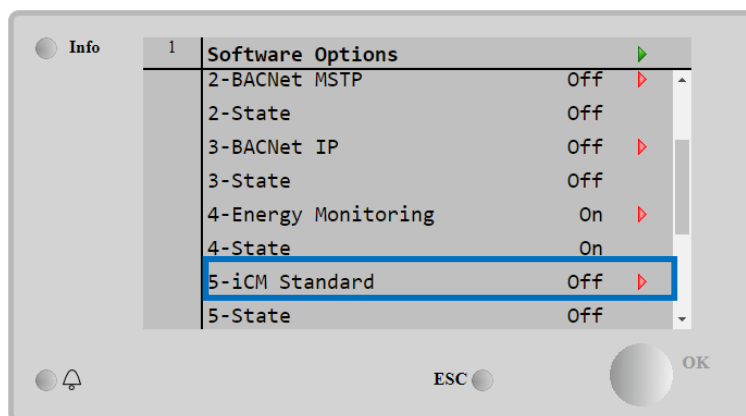 Info
1 Software Options
2-BACNet MSTP Off
2-State Off
3-BACNet IP Off
3-State Off
4-Energy Monitoring On
4-State On
5-iCM Standard Off
5-State Off
OK
ESC